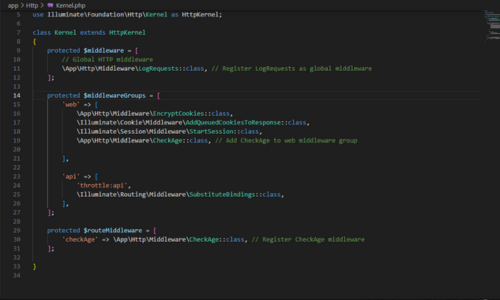 app > Http > Kernel.php
5 use Illuminate\Foundation\Http\Kernel as HttpKernel;
6
7 class Kernel extends HttpKernel
8 {
9 protected $middleware = [
10 // Global HTTP middleware
11 \App\Http\Middleware\LogRequests::class, // Register LogRequests as global middleware
12 ];
13
14 protected $middlewareGroups = [
15 'web' => [
16 \App\Http\Middleware\EncryptCookies::class,
17 \Illuminate\Cookie\Middleware\AddQueuedCookiesToResponse::class,
18 \Illuminate\Session\Middleware\StartSession::class,
19 \App\Http\Middleware\CheckAge::class, // Add CheckAge to web middleware group
20
21 ],
22
23 'api' => [
24 'throttle:api',
25 \Illuminate\Routing\Middleware\SubstituteBindings::class,
26 ],
27 ];
28
29 protected $routeMiddleware = [
30 'checkAge' => \App\Http\Middleware\CheckAge::class, // Register CheckAge middleware
31 ];
32
33 }
34